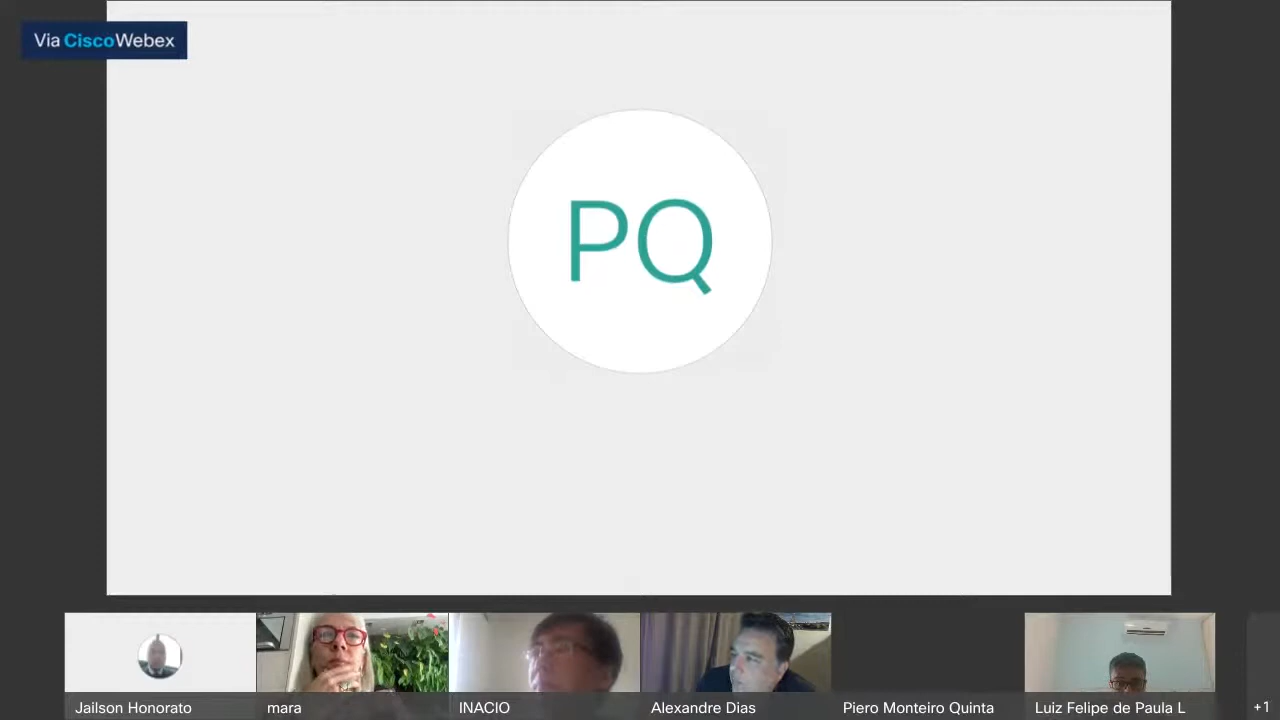 Via CiscoWebex
PQ
Jailson Honorato
mara
INACIO
Alexandre Dias
Piero Monteiro Quinta
Luiz Felipe de Paula L
+1